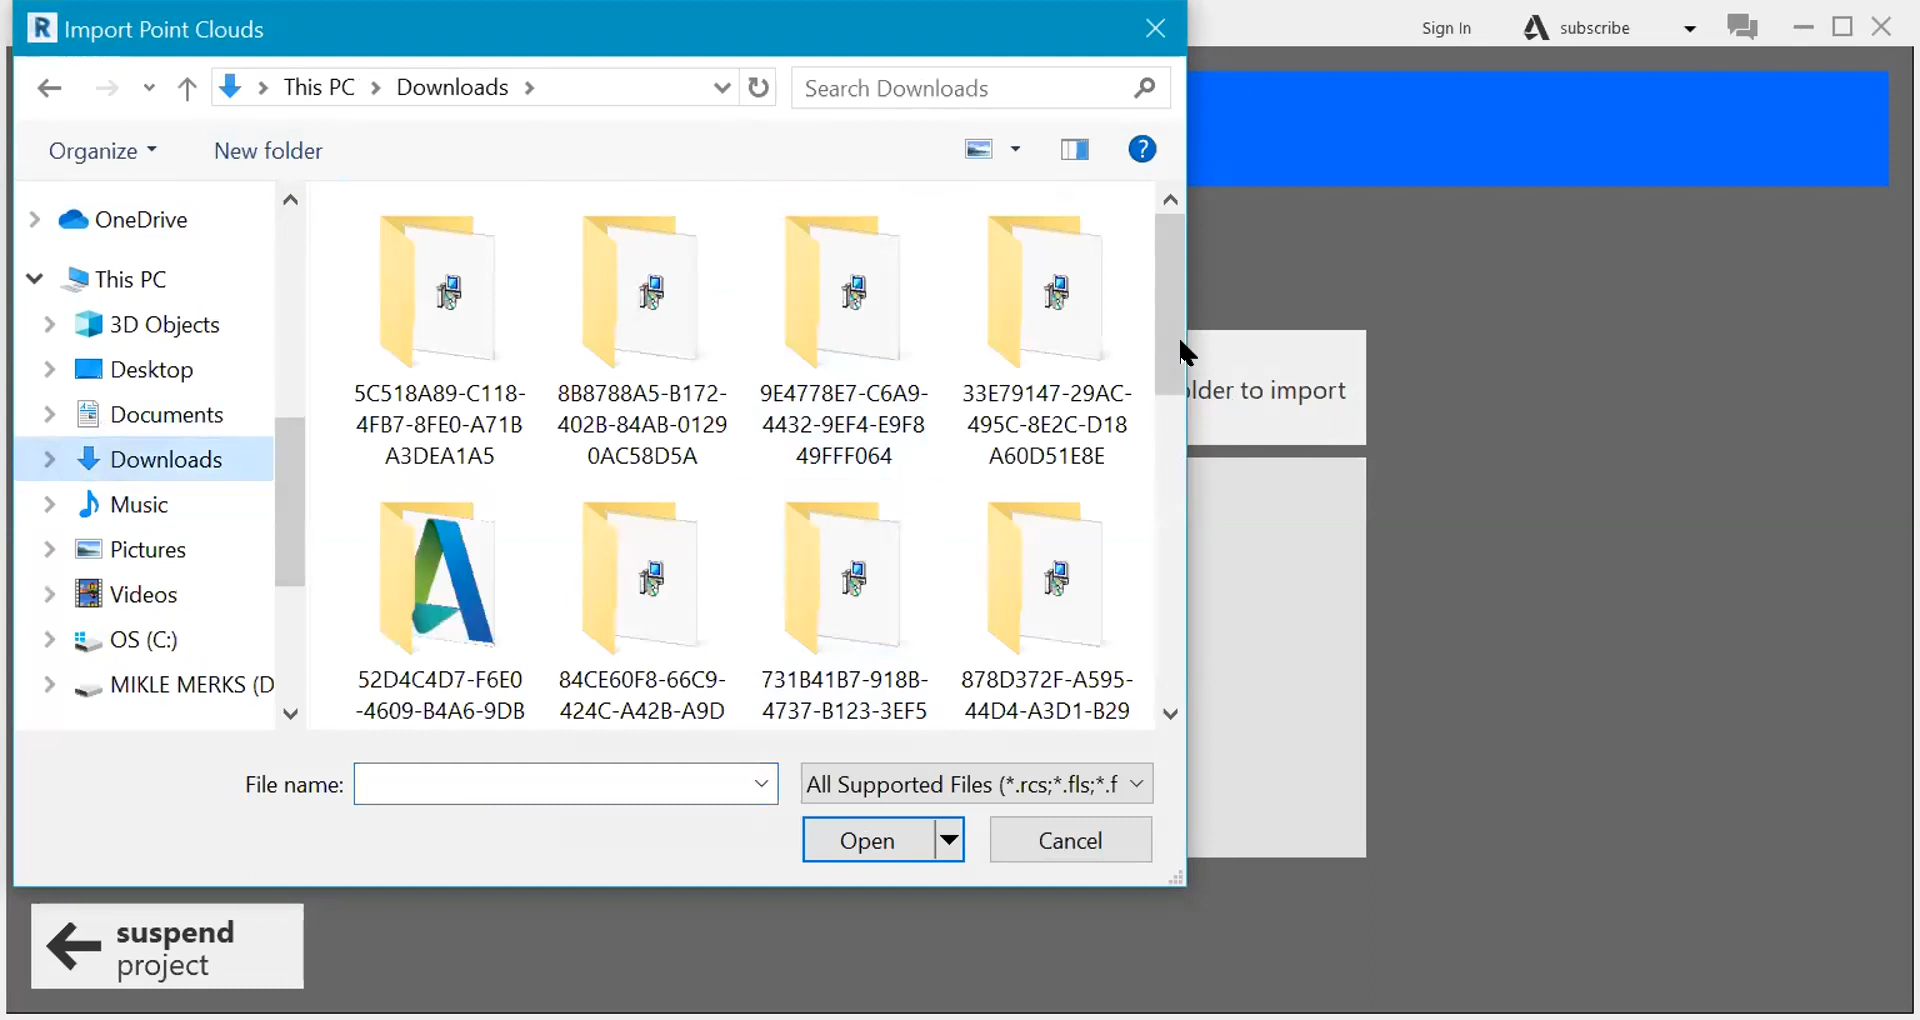 R Import Point Clouds
Sign In
subscribe
This PC
Downloads
Search Downloads
Organize
New folder
?
OneDrive
This PC
3D Objects
Desktop
Documents
Downloads
Music
Pictures
Videos
OS (C:)
MIKLE MERKS (D
5C518A89-C118-
4FB7-8FE0-A71B
A3DEA1A5
8B8788A5-B172-
402B-84AB-0129
0AC58D5A
9E4778E7-C6A9-
4432-9EF4-E9F8
49FFF064
33E79147-29AC-
495C-8E2C-D18
A60D51E8E
52D4C4D7-F6E0
-4609-B4A6-9DB
84CE60F8-66C9-
424C-A42B-A9D
731B41B7-918B-
4737-B123-3EF5
878D372F-A595-
44D4-A3D1-B29
older to import
File name:
All Supported Files (*.rcs;*.fls;*.f
Open
Cancel
suspend
project